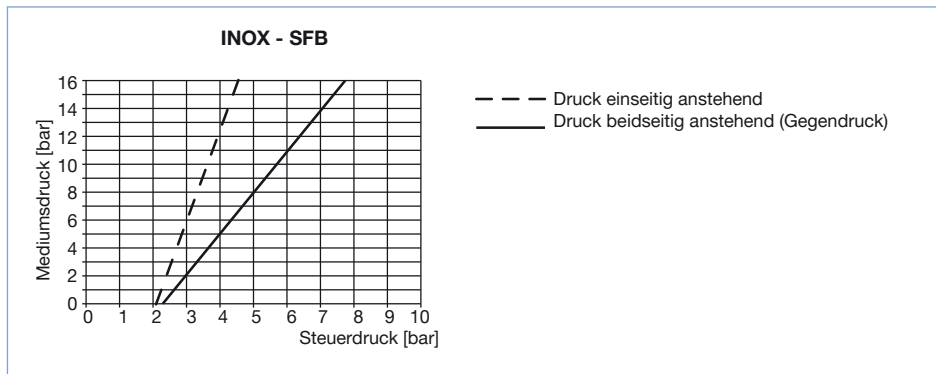 INOX - SFB
Mediumsdruck [bar]
16
14
12
10
8
6
4
2
0
0 1 2 3 4 5 6 7 8 9 10
Steuerdruck [bar]
Druck einseitig anstehend
Druck beidseitig anstehend (Gegendruck)